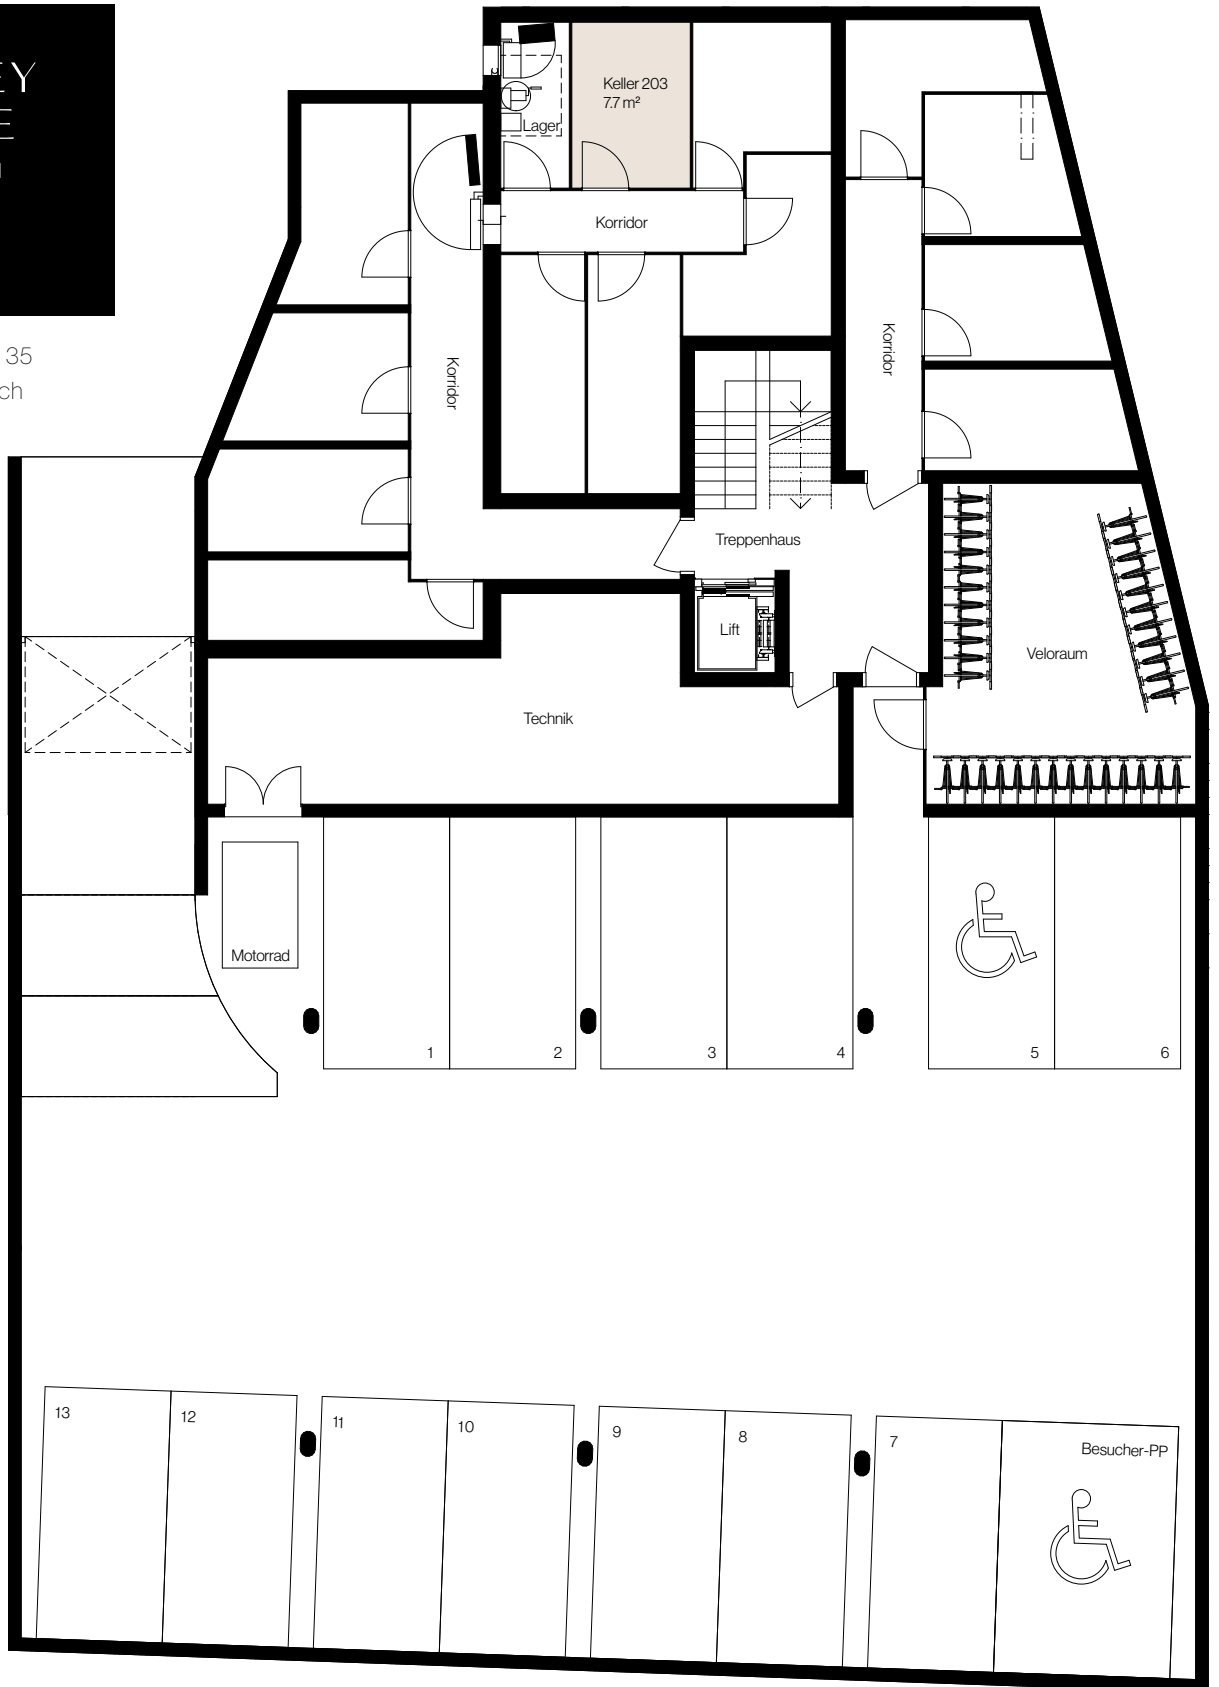 35
Keller 203
7.7 m²
Lager
Korridor
Korridor
Korridor
Treppenhaus
Lift
Veloraum
Technik
Motorrad
1
2
3
4
5
6
13
12
11
10
9
8
7
Besucher-PP